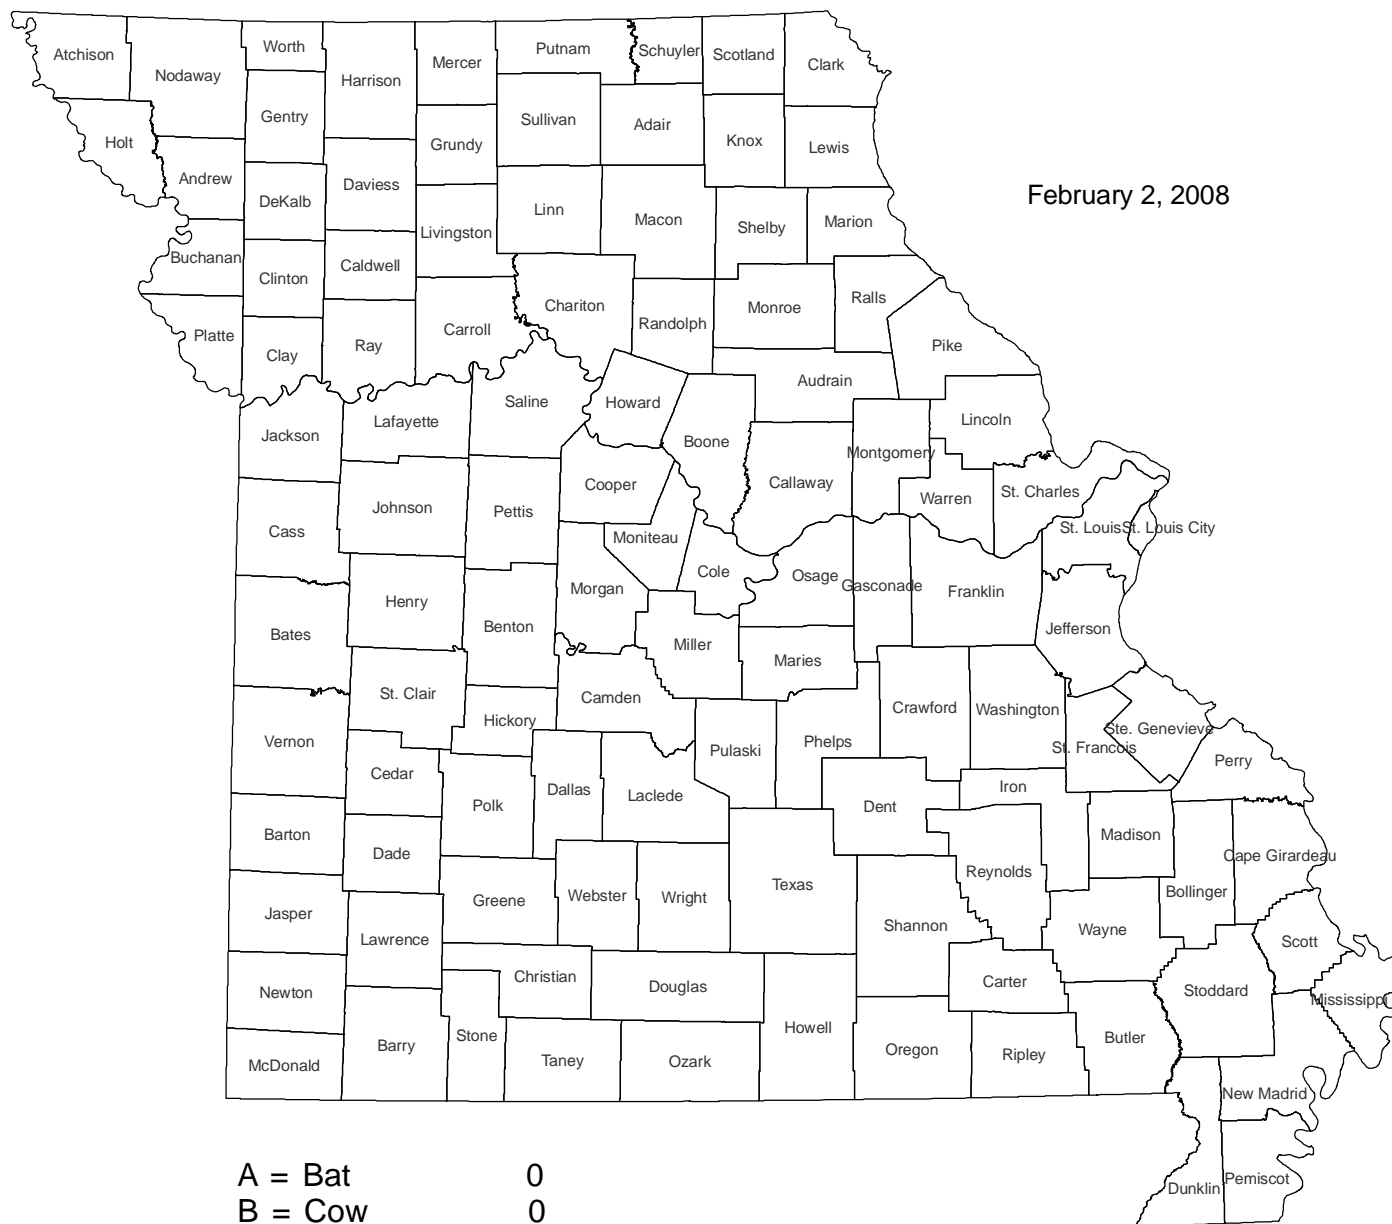 Atchison
Nodaway
Worth
Harrison
Mercer
Putnam
Schuyler
Scotland
Clark
Gentry
Sullivan
Adair
Holt
Grundy
Knox
Lewis
Andrew
DeKalb
Daviess
Linn
Macon
Shelby
Marion
February 2, 2008
Livingston
Buchanan
Clinton
Caldwell
Chariton
Randolph
Monroe
Ralls
Platte
Clay
Ray
Carroll
Pike
Audrain
Saline
Howard
Jackson
Lafayette
Boone
Lincoln
Montgomery
Cooper
Callaway
Warren
St. Charles
Cass
Johnson
Pettis
Moniteau
St. Louis
St. Louis City
Cole
Osage
Gasconade
Franklin
Morgan
Henry
Bates
Benton
Miller
Maries
Jefferson
St. Clair
Camden
Hickory
Crawford
Washington
Vernon
Pulaski
Phelps
St. Francois
Ste. Genevieve
Perry
Cedar
Polk
Dallas
Laclede
Dent
Iron
Barton
Dade
Madison
Cape Girardeau
Reynolds
Jasper
Greene
Webster
Wright
Texas
Bollinger
Lawrence
Shannon
Wayne
Scott
Newton
Christian
Douglas
Carter
Stoddard
Mississippi
McDonald
Barry
Stone
Taney
Ozark
Howell
Oregon
Ripley
Butler
New Madrid
Dunklin
Pemiscot
A = Bat 0
B = Cow 0